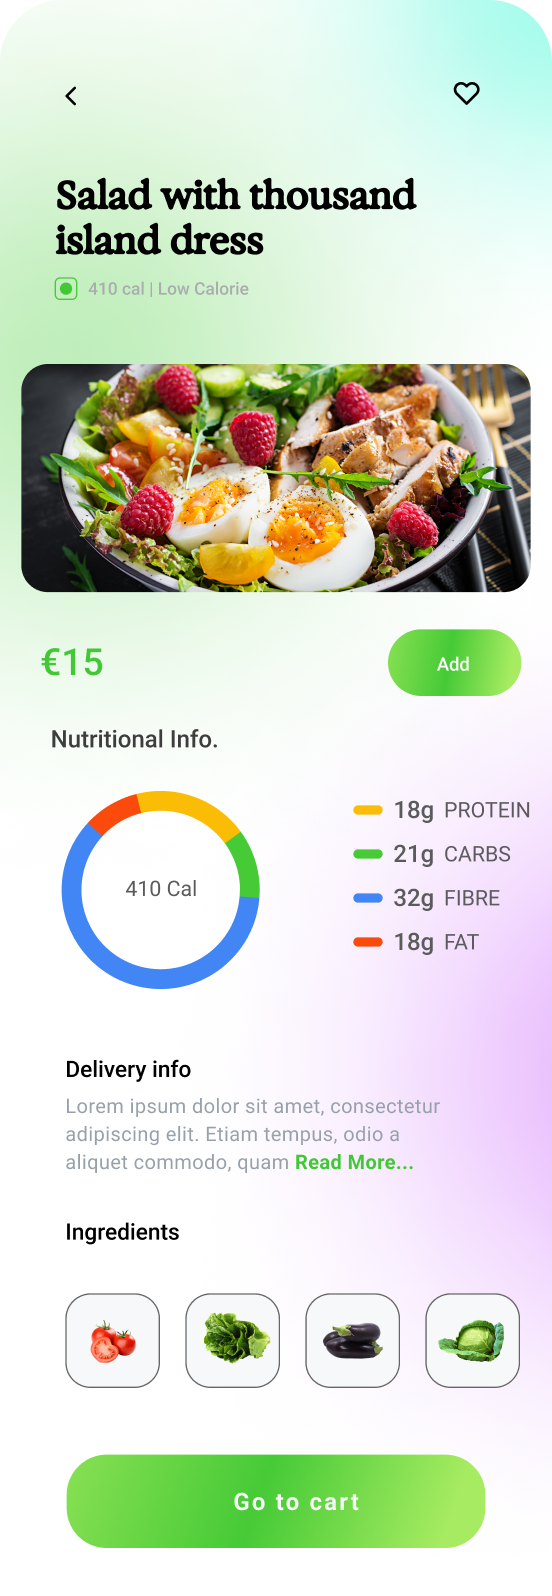 Salad with thousand
island dress
410 cal | Low Calorie
€15
Add
Nutritional Info.
410 Cal
18g PROTEIN
21g CARBS
32g FIBRE
18g FAT
Delivery info
Lorem ipsum dolor sit amet, consectetur
adipiscing elit. Etiam tempus, odio a
aliquet commodo, quam Read More...
Ingredients
Go to cart